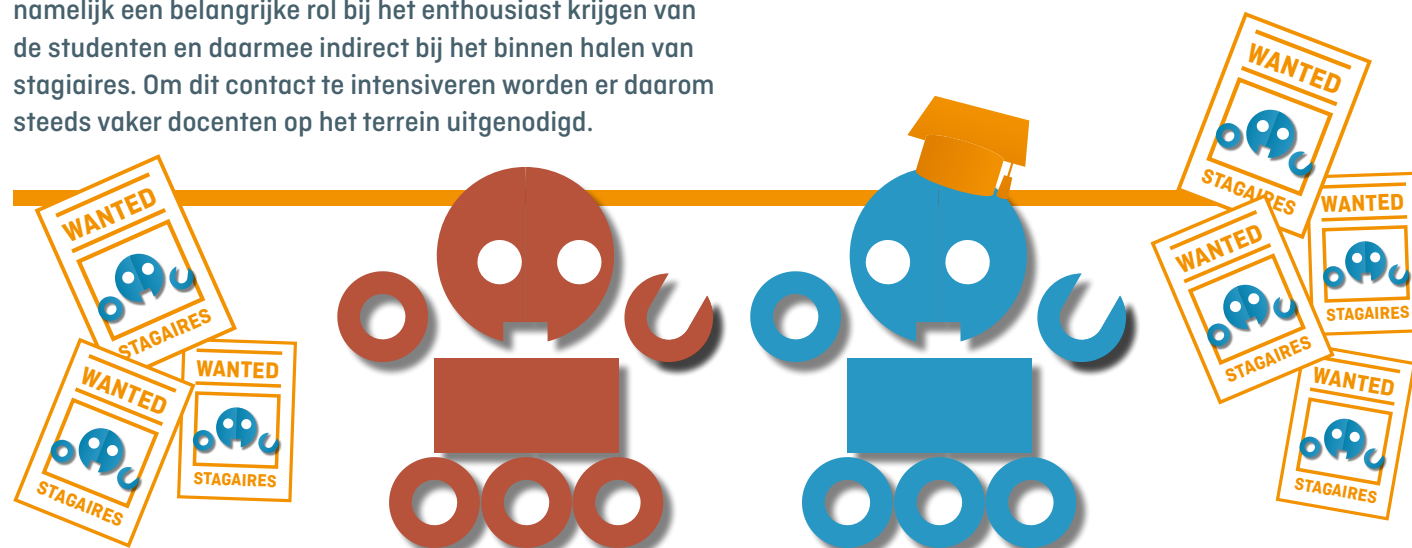 namelijk een belangrijke rol bij het enthousiast krijgen van
de studenten en daarmee indirect bij het binnen halen van
stagiaires. Om dit contact te intensiveren worden er daarom
steeds vaker docenten op het terrein uitgenodigd.
WANTED
STAGAIRES
WANTED
STAGAIRES
WANTED
STAGAIRES
WANTED
STAGAIRES
WANTED
STAGAIRES
WANTED
STAGAIRES
WANTED
STAGAIRES